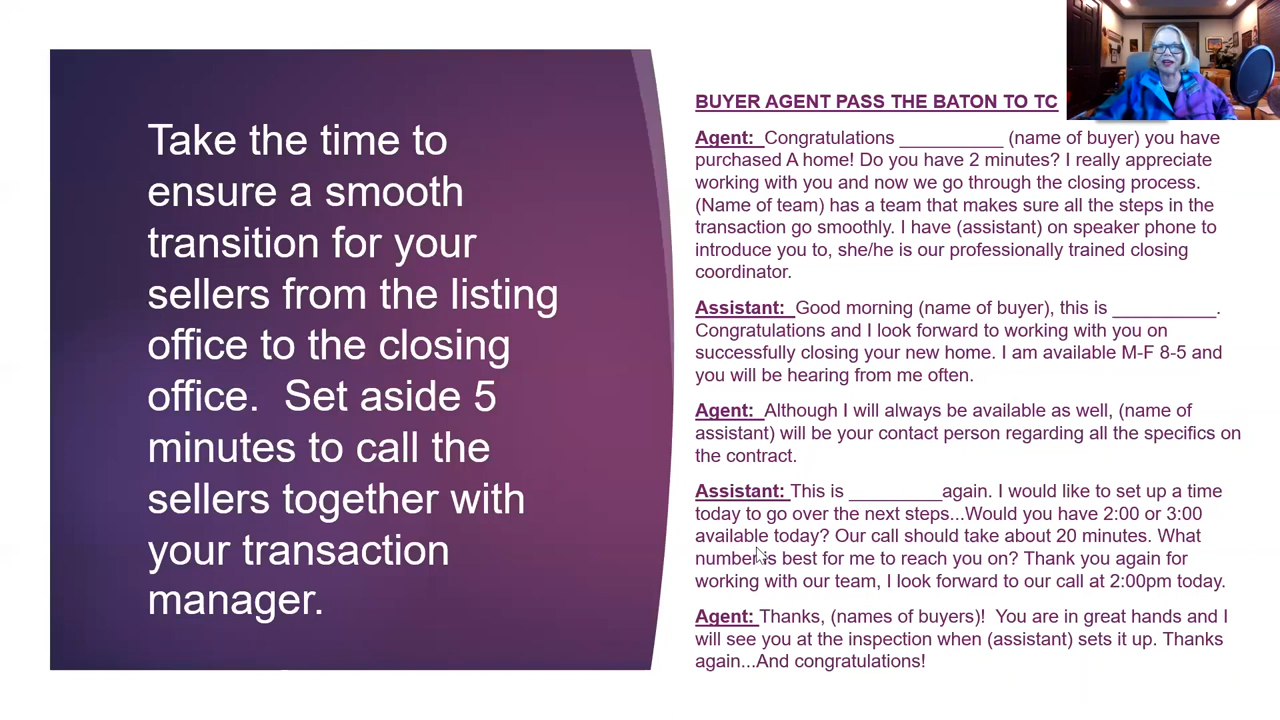 Take the time to
ensure a smooth
transition for your
sellers from the listing
office to the closing
office.  Set aside 5
minutes to call the
sellers together with
your transaction
manager.
BUYER AGENT PASS THE BATON TO TC
Agent: Congratulations __________ (name of buyer) you have
purchased A home! Do you have 2 minutes? I really appreciate
working with you and now we go through the closing process.
(Name of team) has a team that makes sure all the steps in the
transaction go smoothly. I have (assistant) on speaker phone to
introduce you to, she/he is our professionally trained closing
coordinator.
Assistant: Good morning (name of buyer), this is __________.
Congratulations and I look forward to working with you on
successfully closing your new home. I am available M-F 8-5 and
you will be hearing from me often.
Agent: Although I will always be available as well, (name of
assistant) will be your contact person regarding all the specifics on
the contract.
Assistant: This is _________again. I would like to set up a time
today to go over the next steps...Would you have 2:00 or 3:00
available today? Our call should take about 20 minutes. What
number is best for me to reach you on? Thank you again for
working with our team, I look forward to our call at 2:00pm today.
Agent: Thanks, (names of buyers)!  You are in great hands and I
will see you at the inspection when (assistant) sets it up. Thanks
again...And congratulations!